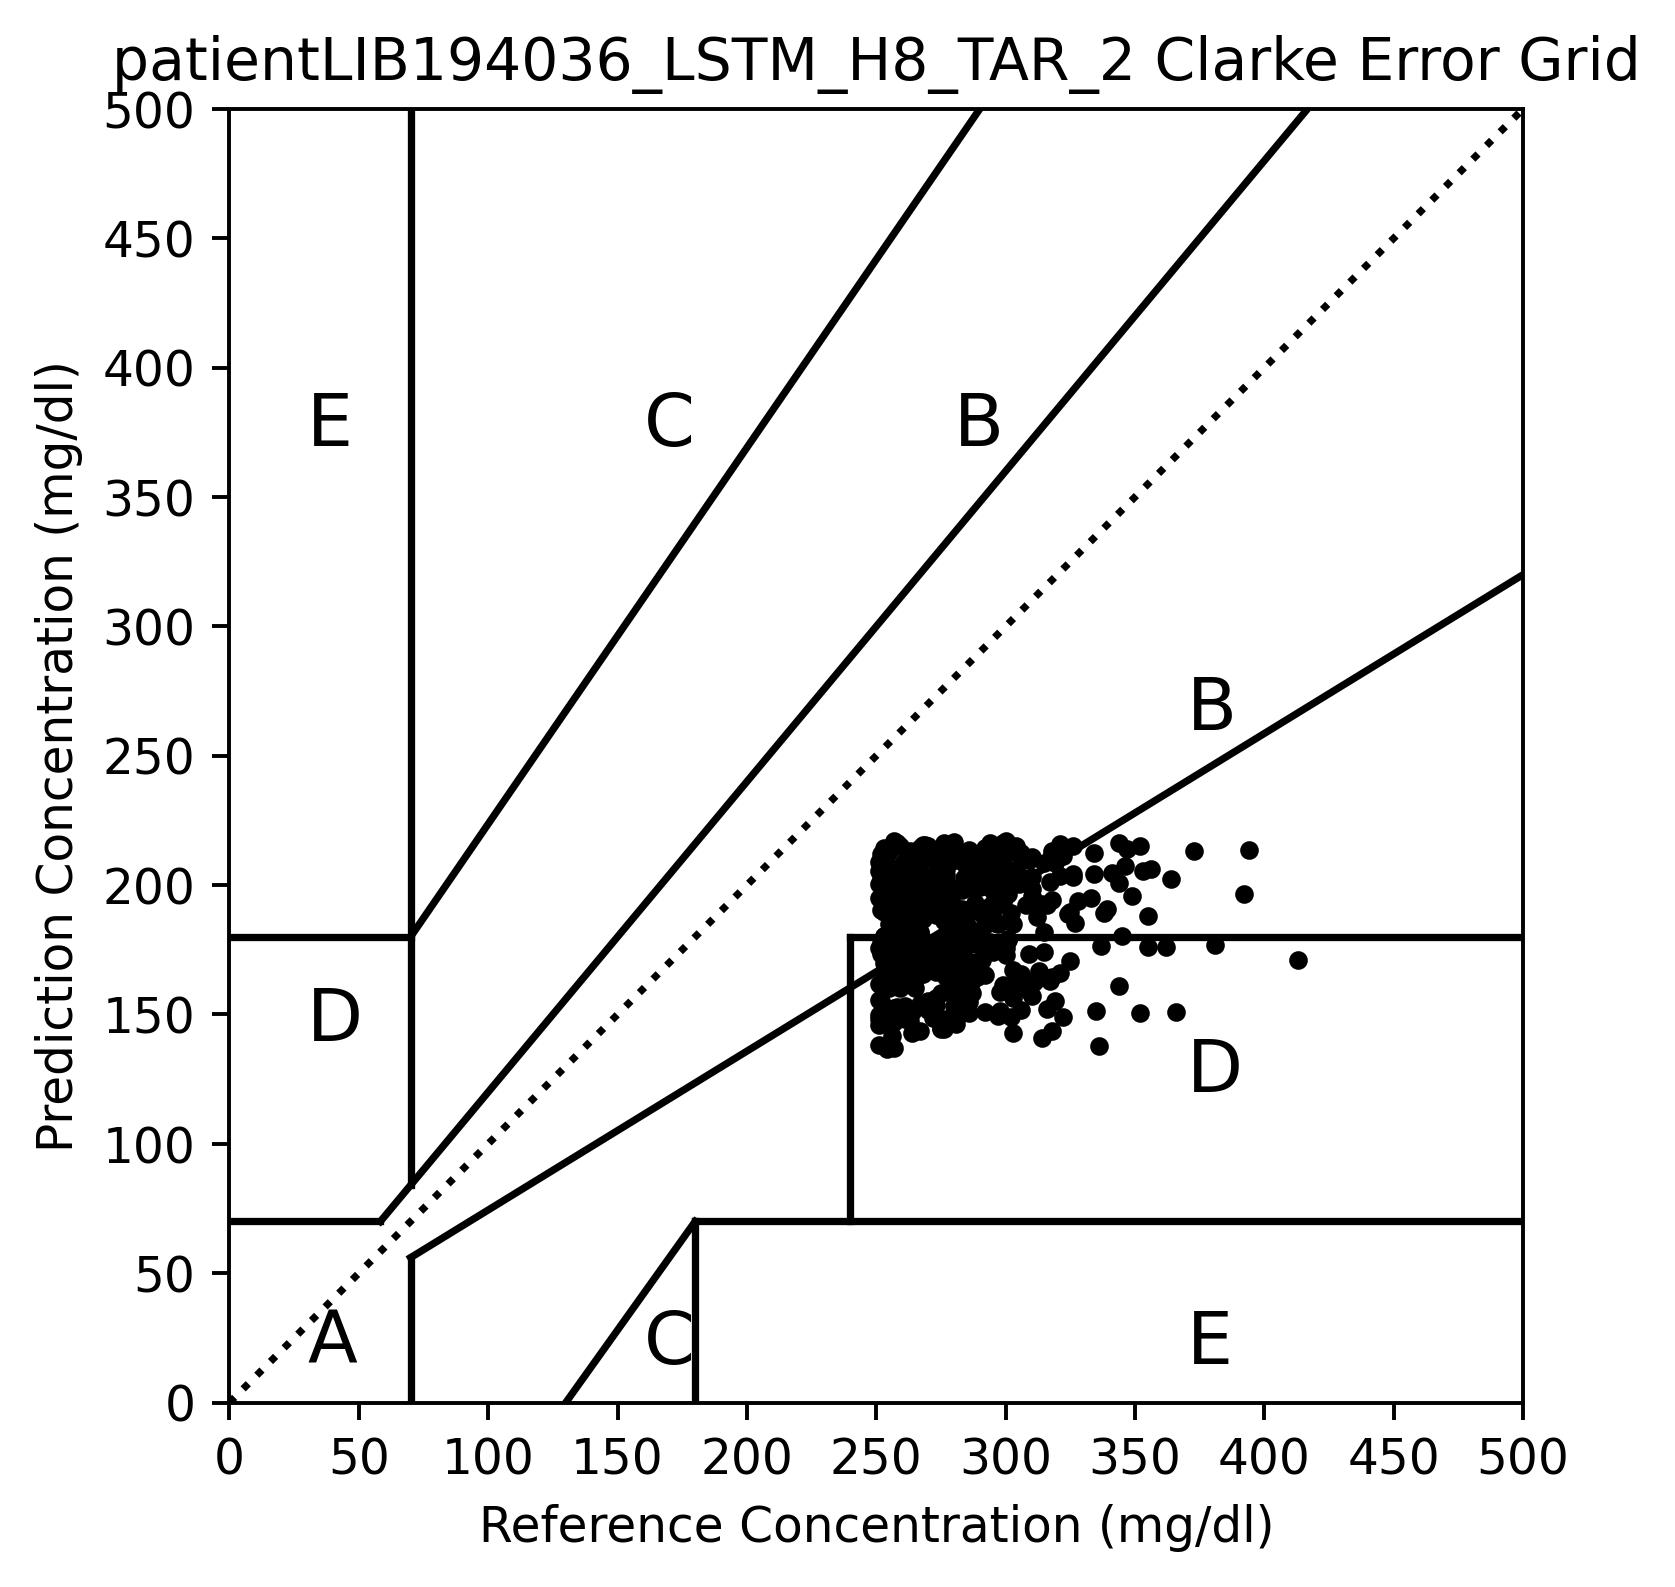 patientLIB194036_LSTM_H8_TAR_2 Clarke Error Grid
500
450
400
350
300
250
200
150
100
50
0
Prediction Concentration (mg/dl)
E
C
B
B
D
D
A
C
E
0 50 100 150 200 250 300 350 400 450 500
Reference Concentration (mg/dl)